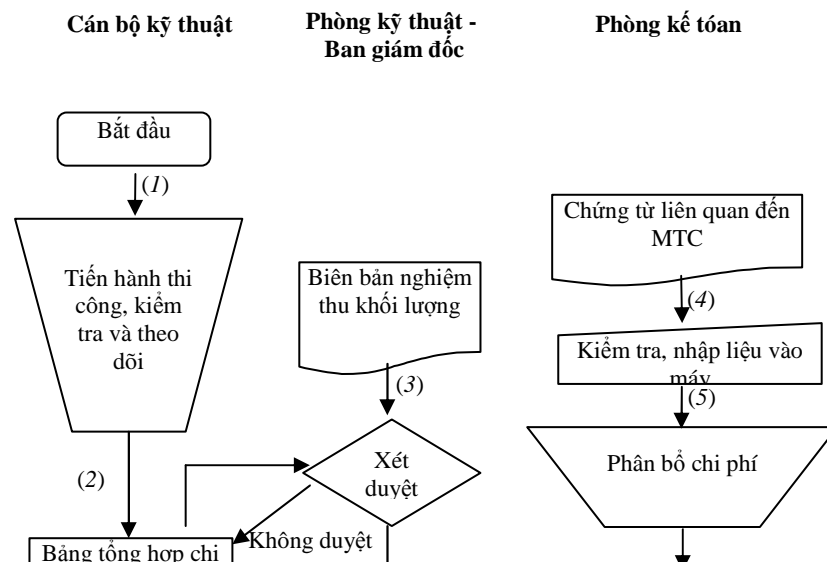 Cán bộ kỹ thuật
Phòng kỹ thuật -
Ban giám đốc
Phòng kế tóan
Bắt đầu
(1)
Tiến hành thi
công, kiểm
tra và theo
dõi
(2)
Bảng tổng hợp chi
Biên bản nghiệm
thu khối lượng
(3)
Xét
duyệt
Không duyệt
Chứng từ liên quan đến
MTC
(4)
Kiểm tra, nhập liệu vào
máy
(5)
Phân bổ chi phí